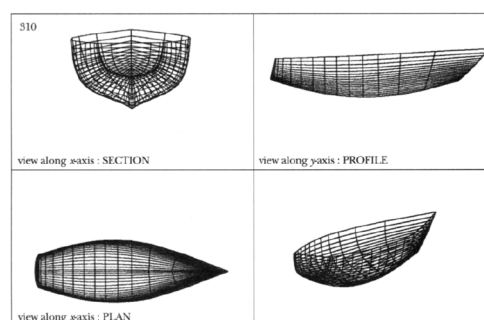 310
view along x-axis : SECTION
view along y-axis : PROFILE
view along x-axis : PLAN